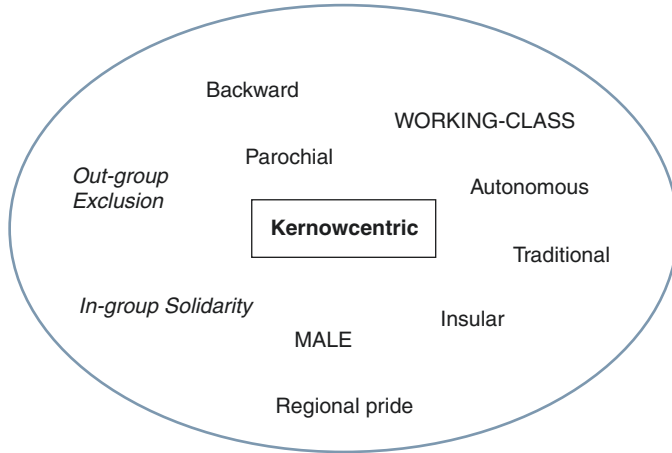 Backward
WORKING-CLASS
Parochial
Out-group
Exclusion
Autonomous
Kernowcentric
Traditional
In-group Solidarity
Insular
MALE
Regional pride